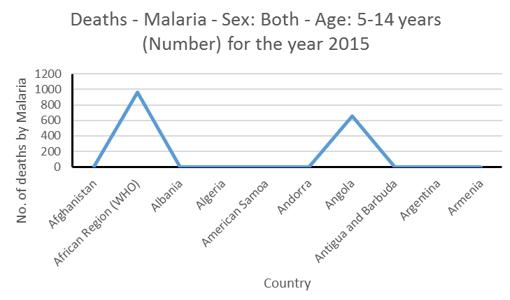 Deaths - Malaria - Sex: Both - Age: 5-14 years
(Number) for the year 2015
No. of deaths by Malaria
1200
1000
800
600
400
200
0
Afghanistan
African Region (WHO)
Albania
Algeria
American Samoa
Andorra
Angola
Antigua and Barbuda
Argentina
Armenia
Country